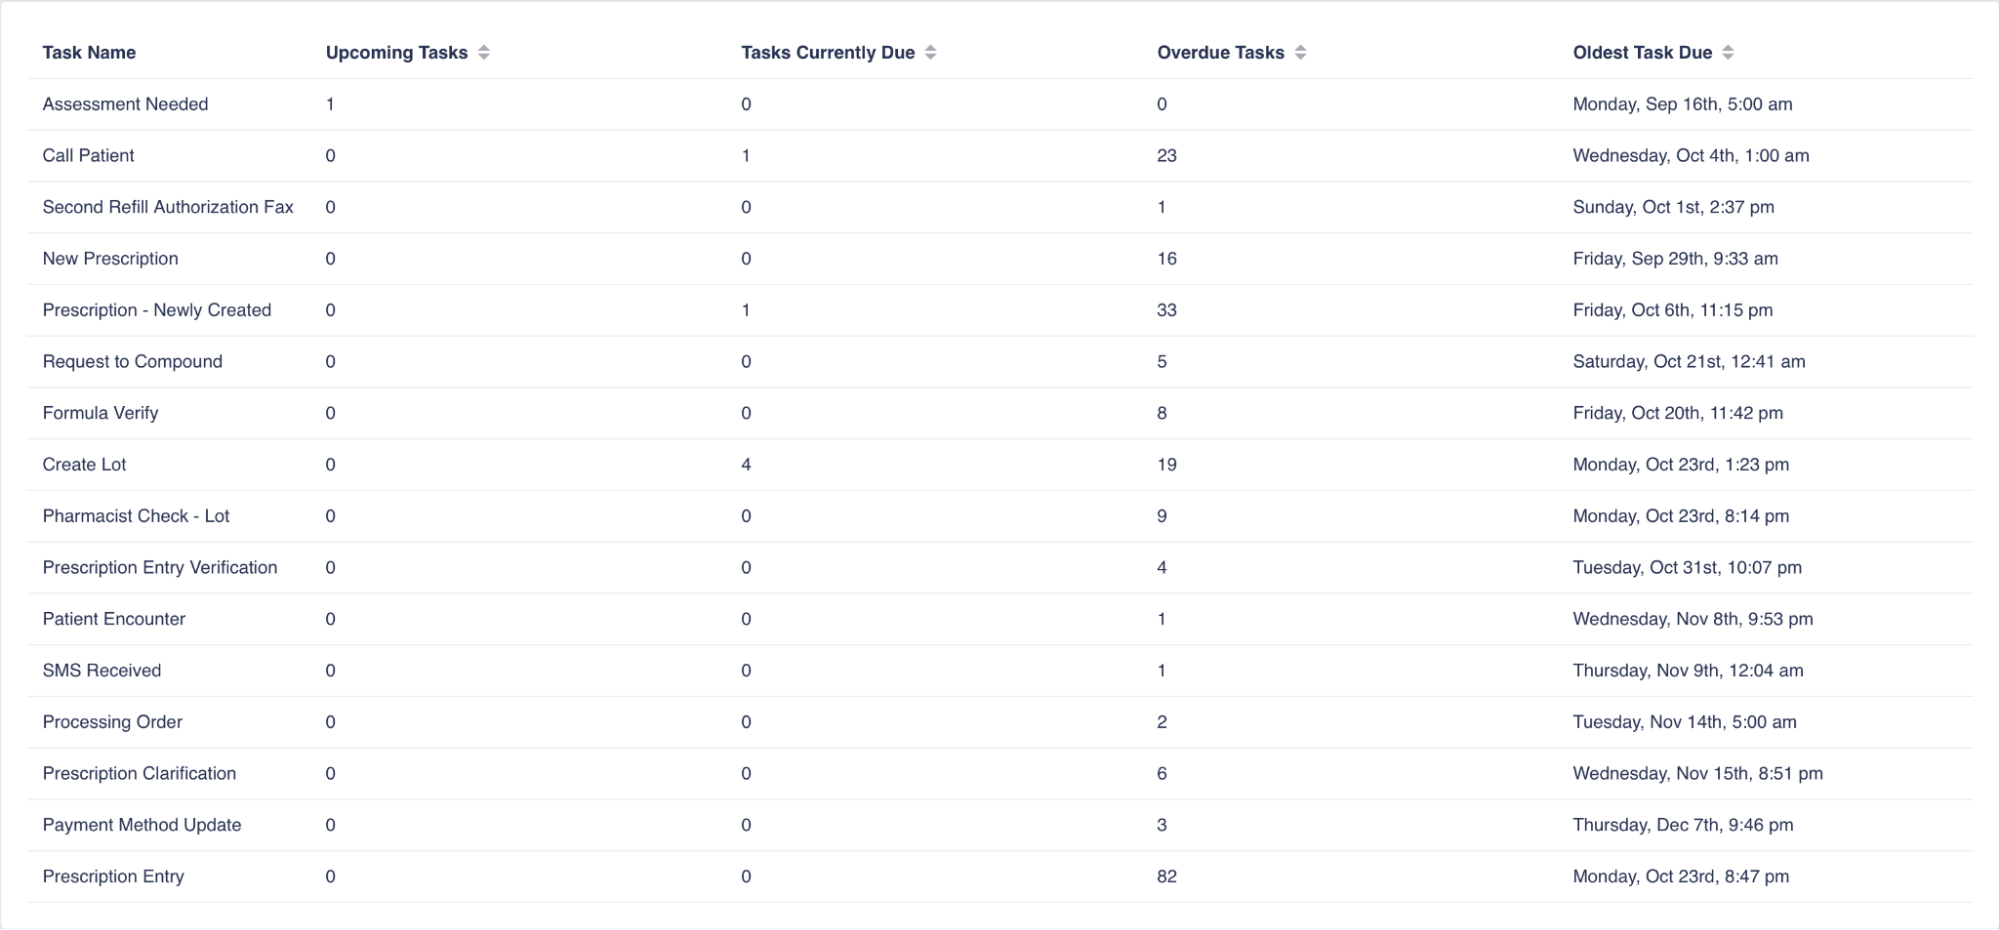 Task Name Upcoming Tasks Tasks Currently Due Overdue Tasks Oldest Task Due
Assessment Needed 1 0 0 Monday, Sep 16th, 5:00 am
Call Patient 0 1 23 Wednesday, Oct 4th, 1:00 am
Second Refill Authorization Fax 0 0 1 Sunday, Oct 1st, 2:37 pm
New Prescription 0 0 16 Friday, Sep 29th, 9:33 am
Prescription - Newly Created 0 1 33 Friday, Oct 6th, 11:15 pm
Request to Compound 0 0 5 Saturday, Oct 21st, 12:41 am
Formula Verify 0 0 8 Friday, Oct 20th, 11:42 pm
Create Lot 0 4 19 Monday, Oct 23rd, 1:23 pm
Pharmacist Check - Lot 0 0 9 Monday, Oct 23rd, 8:14 pm
Prescription Entry Verification 0 0 4 Tuesday, Oct 31st, 10:07 pm
Patient Encounter 0 0 1 Wednesday, Nov 8th, 9:53 pm
SMS Received 0 0 1 Thursday, Nov 9th, 12:04 am
Processing Order 0 0 2 Tuesday, Nov 14th, 5:00 am
Prescription Clarification 0 0 6 Wednesday, Nov 15th, 8:51 pm
Payment Method Update 0 0 3 Thursday, Dec 7th, 9:46 pm
Prescription Entry 0 0 82 Monday, Oct 23rd, 8:47 pm